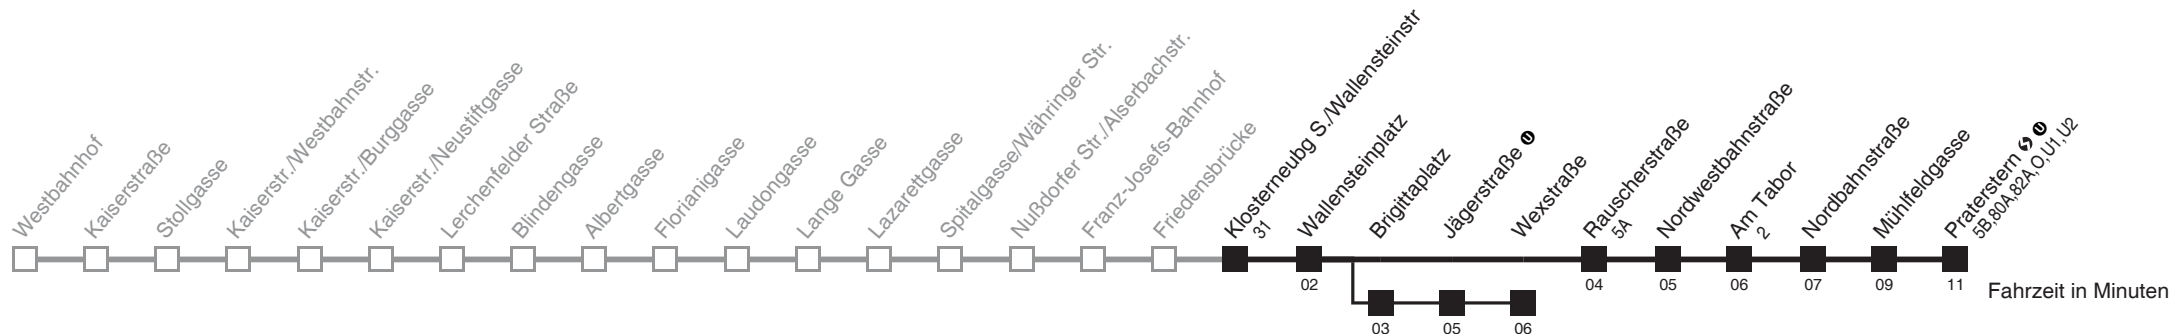 Westbahnhof
Kaiserstraße
Stollgasse
Kaiserstr./Westbahnstr.
Kaiserstr./Burggasse
Kaiserstr./Neustiftgasse
Lerchenfelder Straße
Blindengasse
Albertgasse
Florianigasse
Laudongasse
Lange Gasse
Lazarettgasse
Spitalgasse/Währinger Str.
Nußdorfer Str./Alserbachstr.
Franz-Josefs-Bahnhof
Friedensbrücke
Klosterneubg S./Wallensteinstr
31
Wallensteinplatz
Brigittaplatz
Jägerstraße U
Wexstraße
Rauscherstraße
5A
Nordwestbahnstraße
Am Tabor
2
Nordbahnstraße
Mühlfeldgasse
Praterstern S U
5B,80A,82A,O,U1,U2
02
04
05
06
07
09
11
Fahrzeit in Minuten
03
05
06